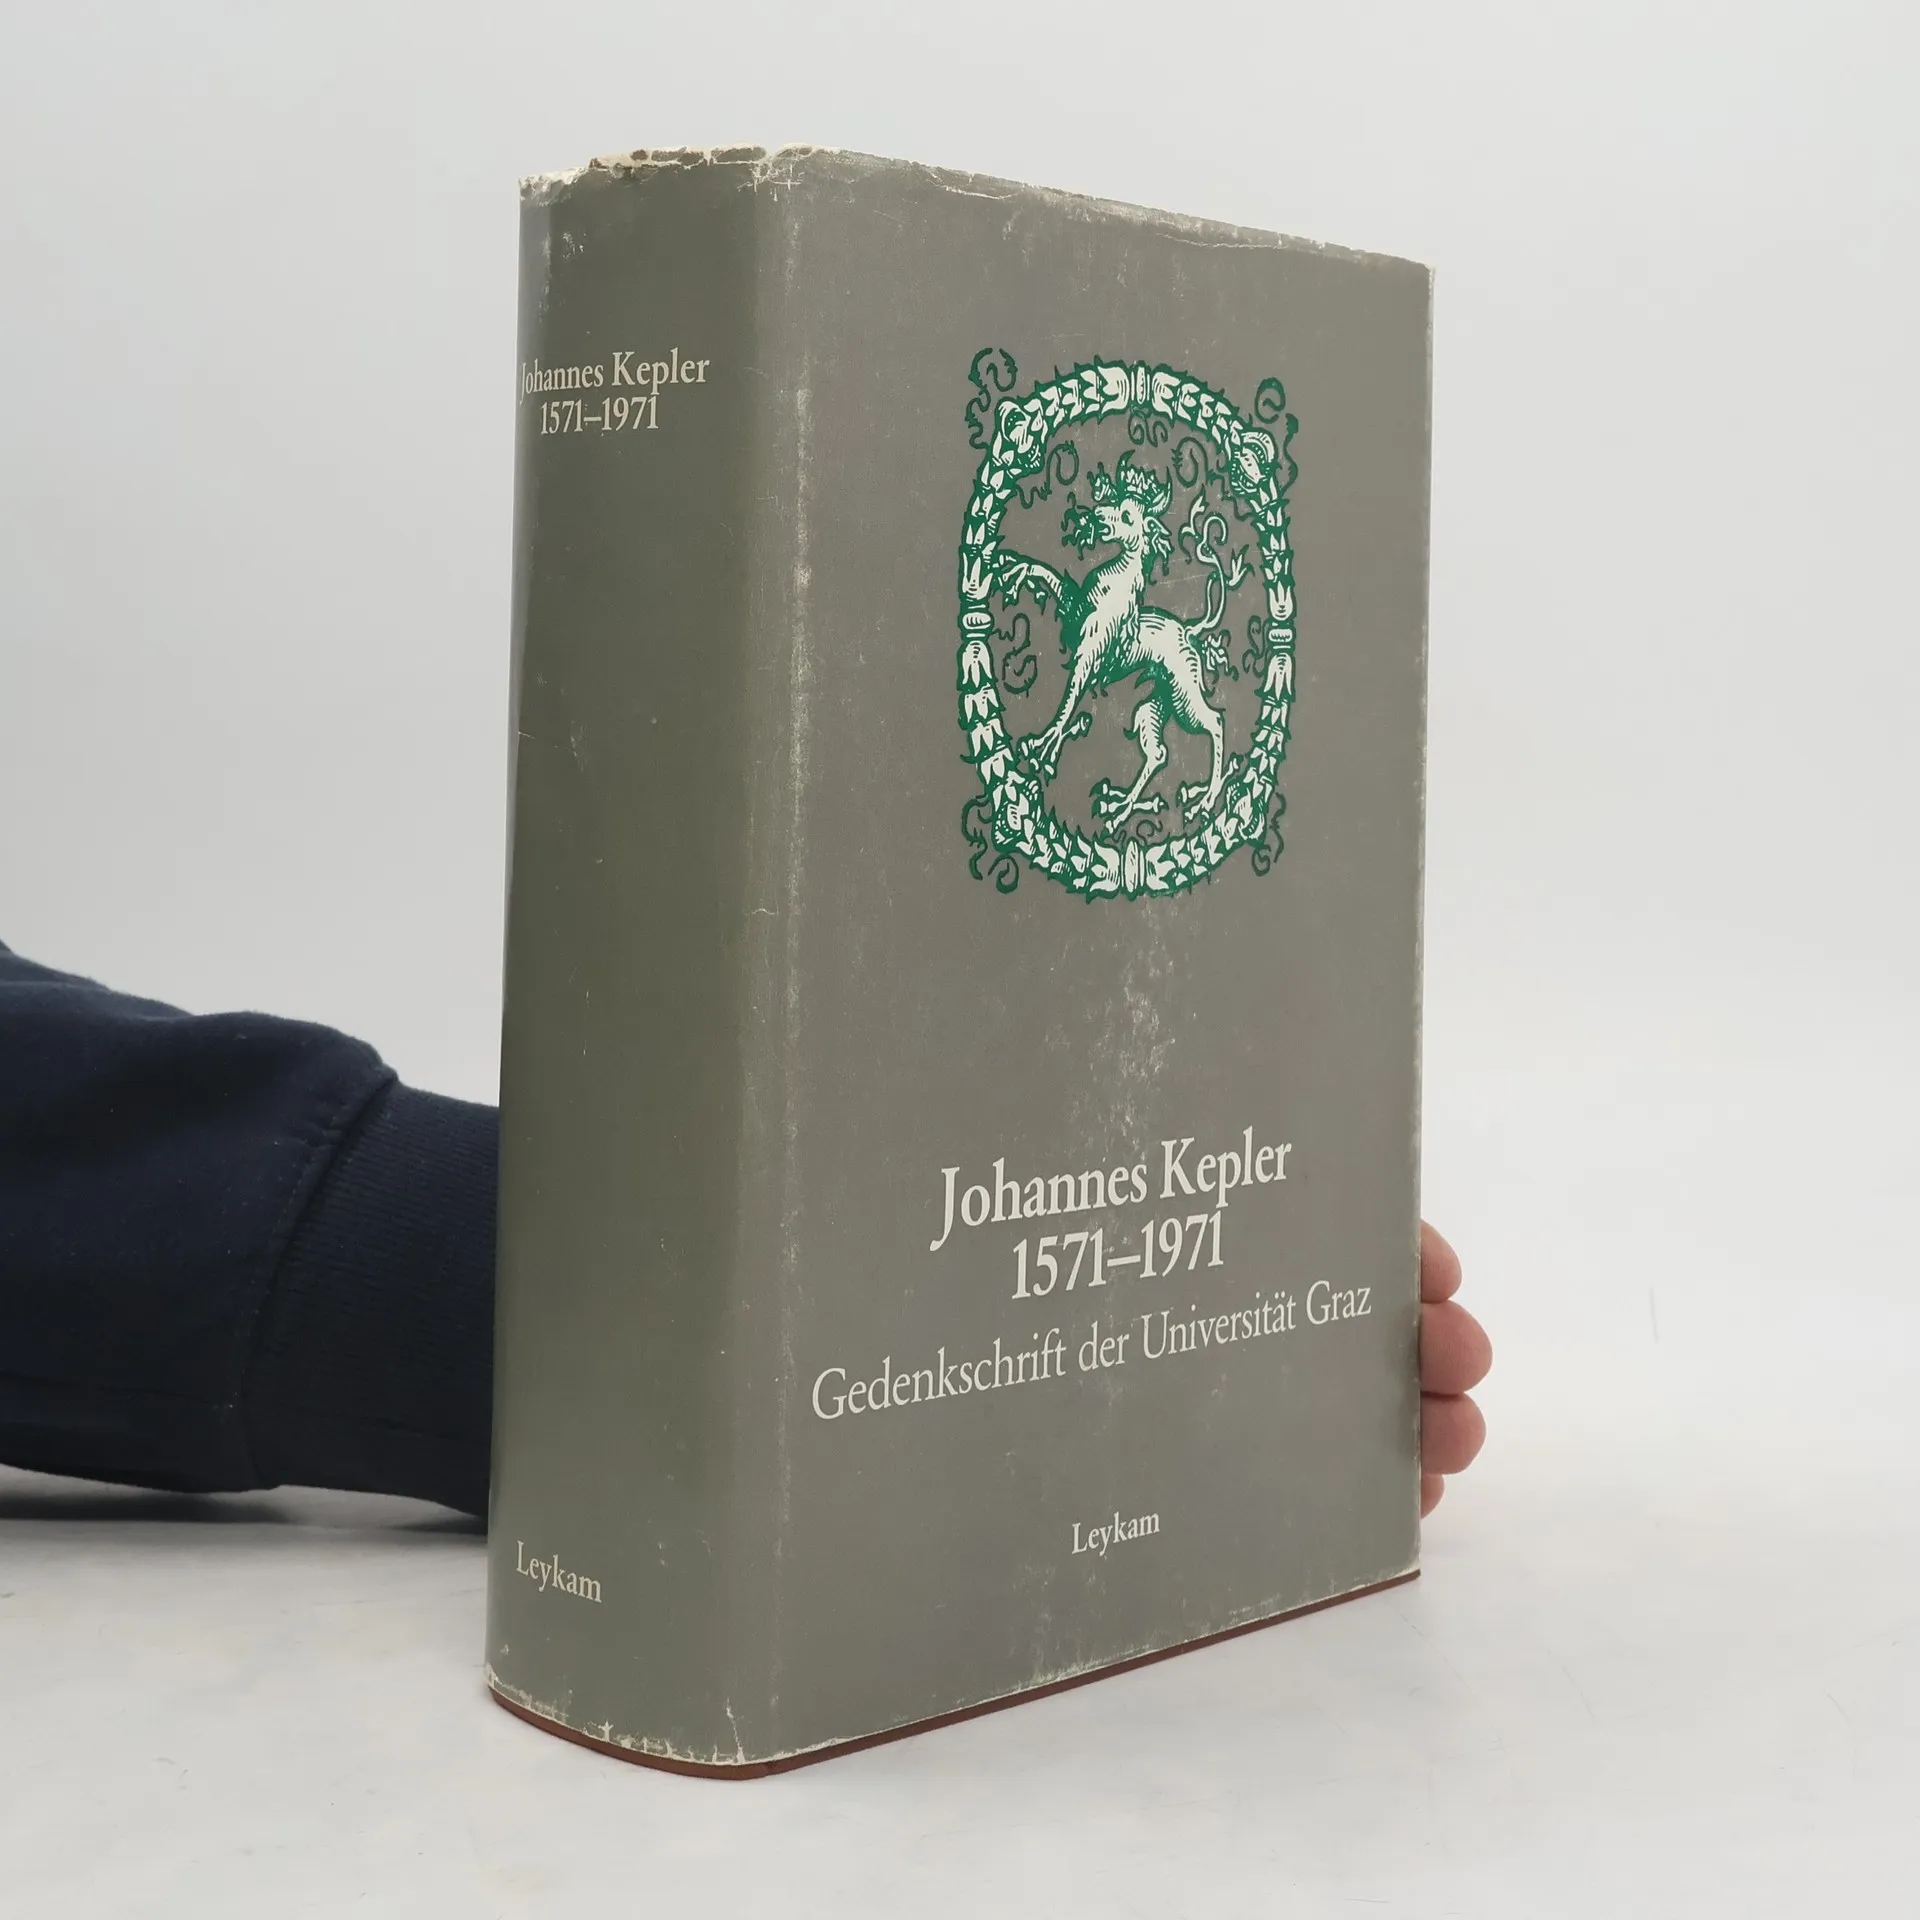 Johannes Kepler
1571–1971
Leykam
Johannes Kepler
1571–1971
Gedenkschrift der Universität Graz
Leykam